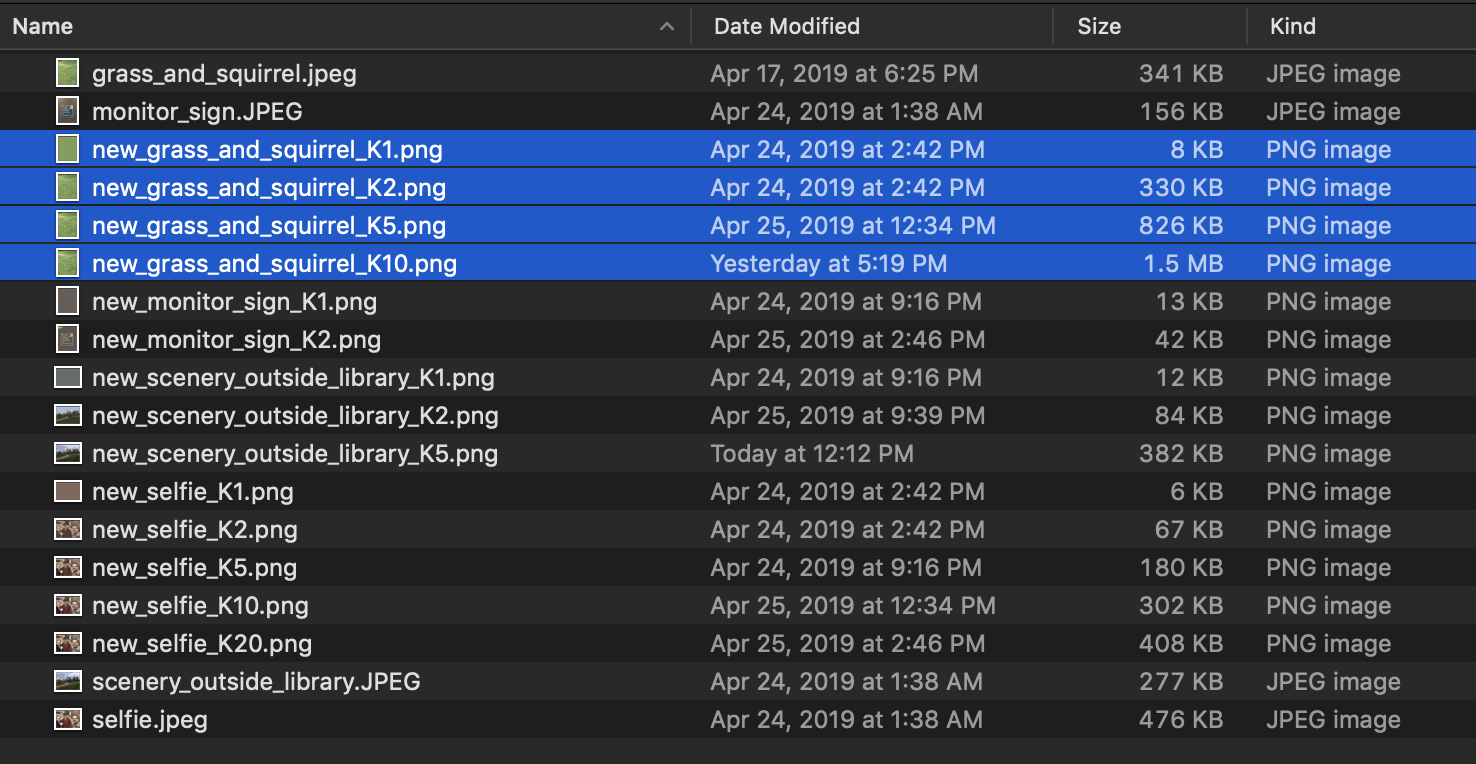 Name Date Modified Size Kind
grass_and_squirrel.jpeg Apr 17, 2019 at 6:25 PM 341 KB JPEG image
monitor_sign.JPEG Apr 24, 2019 at 1:38 AM 156 KB JPEG image
new_grass_and_squirrel_K1.png Apr 24, 2019 at 2:42 PM 8 KB PNG image
new_grass_and_squirrel_K2.png Apr 24, 2019 at 2:42 PM 330 KB PNG image
new_grass_and_squirrel_K5.png Apr 25, 2019 at 12:34 PM 826 KB PNG image
new_grass_and_squirrel_K10.png Yesterday at 5:19 PM 1.5 MB PNG image
new_monitor_sign_K1.png Apr 24, 2019 at 9:16 PM 13 KB PNG image
new_monitor_sign_K2.png Apr 25, 2019 at 2:46 PM 42 KB PNG image
new_scenery_outside_library_K1.png Apr 24, 2019 at 9:16 PM 12 KB PNG image
new_scenery_outside_library_K2.png Apr 25, 2019 at 9:39 PM 84 KB PNG image
new_scenery_outside_library_K5.png Today at 12:12 PM 382 KB PNG image
new_selfie_K1.png Apr 24, 2019 at 2:42 PM 6 KB PNG image
new_selfie_K2.png Apr 24, 2019 at 2:42 PM 67 KB PNG image
new_selfie_K5.png Apr 24, 2019 at 9:16 PM 180 KB PNG image
new_selfie_K10.png Apr 25, 2019 at 12:34 PM 302 KB PNG image
new_selfie_K20.png Apr 25, 2019 at 2:46 PM 408 KB PNG image
scenery_outside_library.JPEG Apr 24, 2019 at 1:38 AM 277 KB JPEG image
selfie.jpeg Apr 24, 2019 at 1:38 AM 476 KB JPEG image